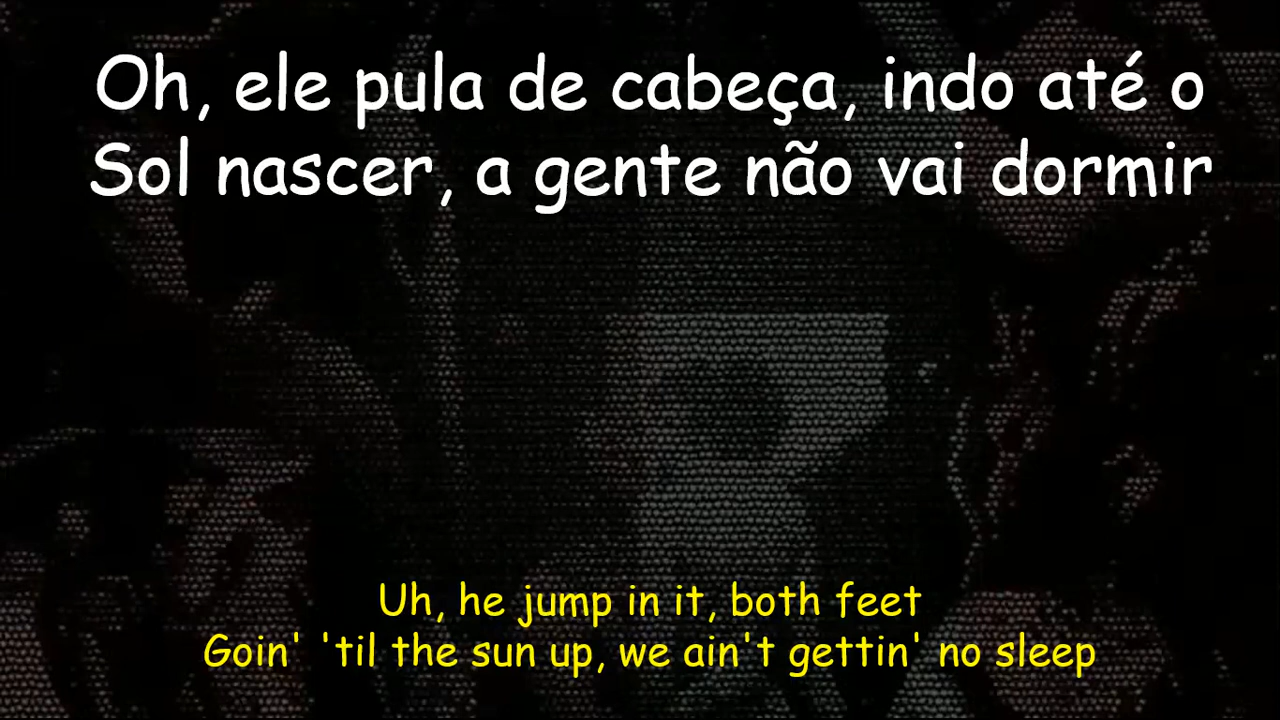 Oh, ele pula de cabeça, indo até o
Sol nascer, a gente não vai dormir
Uh, he jump in it, both feet
Goin' 'til the sun up, we ain't gettin' no sleep